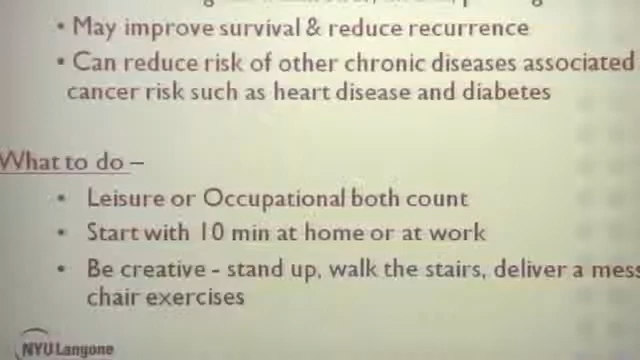 • May improve survival & reduce recurrence
• Can reduce risk of other chronic diseases associated
cancer risk such as heart disease and diabetes
What to do –
• Leisure or Occupational both count
• Start with 10 min at home or at work
• Be creative - stand up, walk the stairs, deliver a mess
chair exercises
NYU Langone